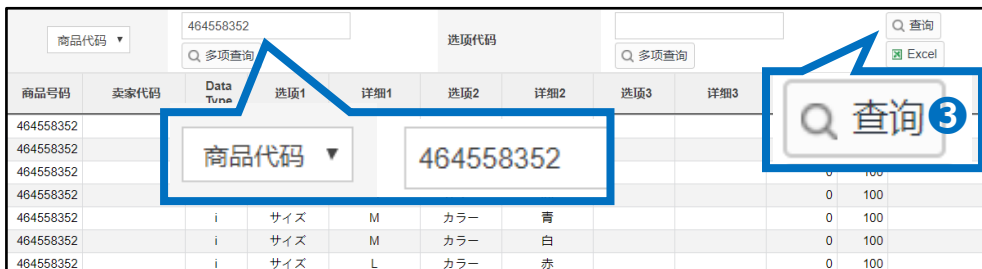 464558352
商品代码 ▼ 选项代码 查询
多项查询 多项查询 Excel
商品号码 卖家代码 Data Type 选项1 详细1 选项2 详细2 选项3 详细3
商品代码 ▼ 464558352
查询 3
464558352
464558352
464558352 0 100
464558352 0 100
464558352 i サイズ M カラー 青 0 100
464558352 i サイズ M カラー 白 0 100
464558352 i サイズ L カラー 赤 0 100